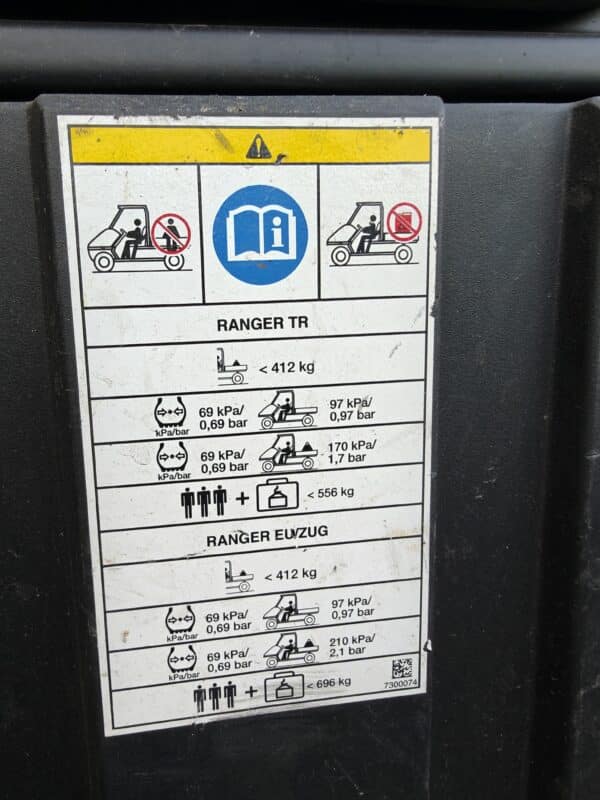 RANGER TR
< 412 kg
kPa/bar
69 kPa/
0,69 bar
97 kPa/
0,97 bar
kPa/bar
69 kPa/
0,69 bar
170 kPa/
1,7 bar
+ < 556 kg
RANGER EU/ZUG
< 412 kg
kPa/bar
69 kPa/
0,69 bar
97 kPa/
0,97 bar
kPa/bar
69 kPa/
0,69 bar
210 kPa/
2,1 bar
+ < 696 kg
7300074